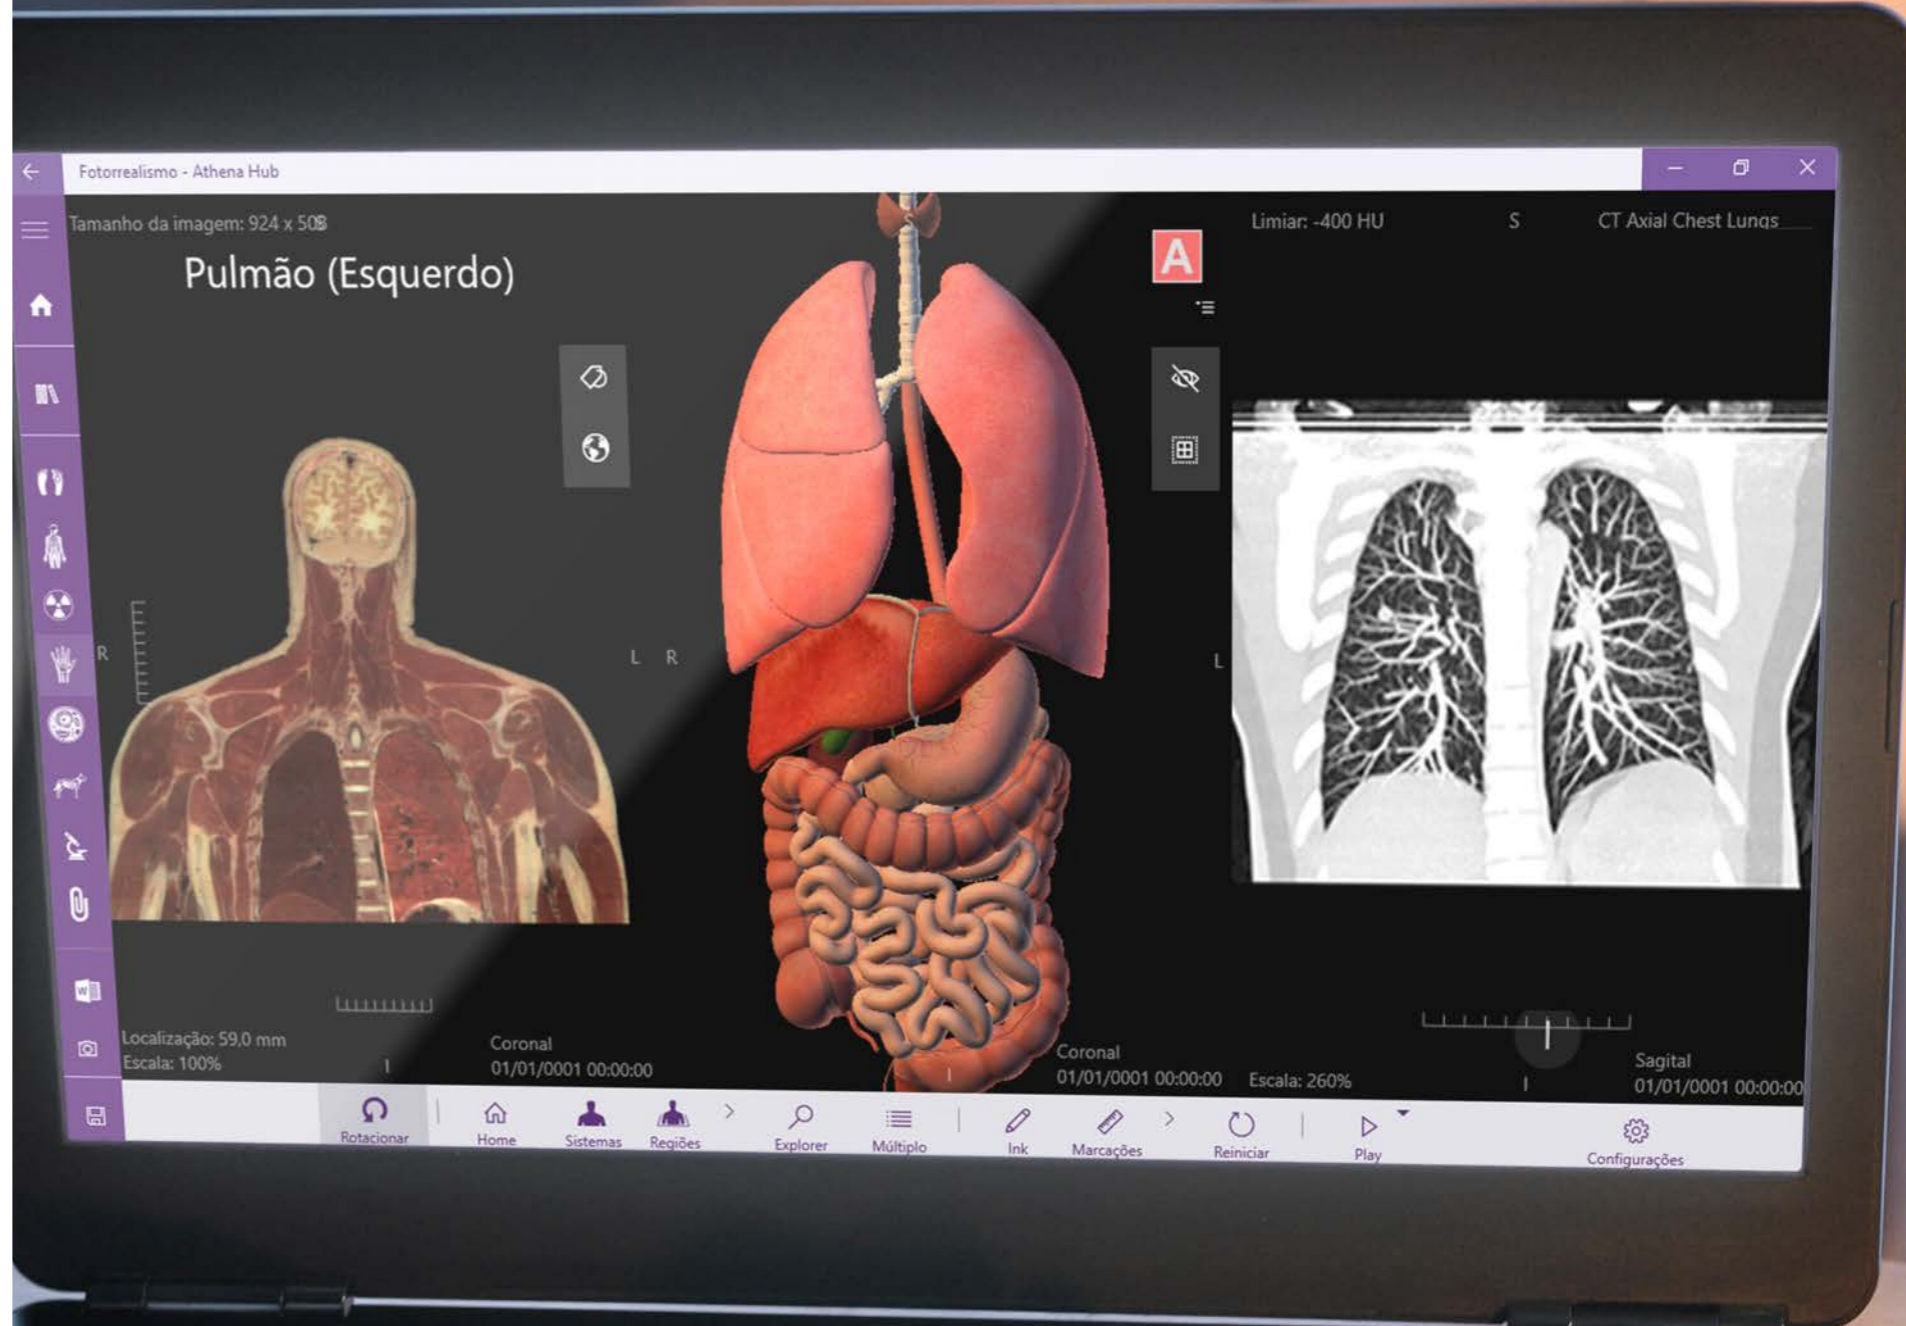 Fotorrealismo - Athena Hub
Tamanho da imagem: 924 x 508
S
Pulmão (Esquerdo)
S
A
Limiar: -400 HU
S
CT Axial Chest Lungs
R
L
R
L
Localização: 59,0 mm
Escala: 100%
I
Coronal
01/01/0001 00:00:00
I
Coronal
01/01/0001 00:00:00
Escala: 260%
I
Sagital
01/01/0001 00:00:00
W
Rotacionar
Home
Sistemas
Regiões
Explorer
Múltiplo
Ink
Marcações
Reiniciar
Play
Configurações